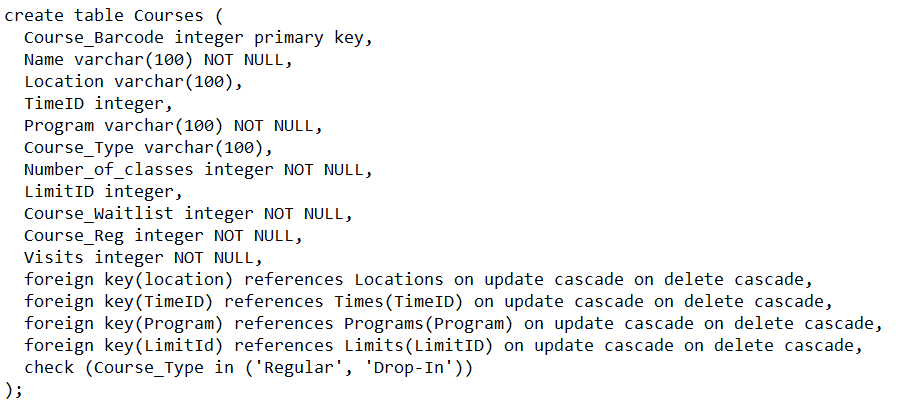 create table Courses (
  Course_Barcode integer primary key,
  Name varchar(100) NOT NULL,
  Location varchar(100),
  TimeID integer,
  Program varchar(100) NOT NULL,
  Course_Type varchar(100),
  Number_of_classes integer NOT NULL,
  LimitID integer,
  Course_Waitlist integer NOT NULL,
  Course_Reg integer NOT NULL,
  Visits integer NOT NULL,
  foreign key(location) references Locations on update cascade on delete cascade,
  foreign key(TimeID) references Times(TimeID) on update cascade on delete cascade,
  foreign key(Program) references Programs(Program) on update cascade on delete cascade,
  foreign key(LimitId) references Limits(LimitID) on update cascade on delete cascade,
  check (Course_Type in ('Regular', 'Drop-In'))
);